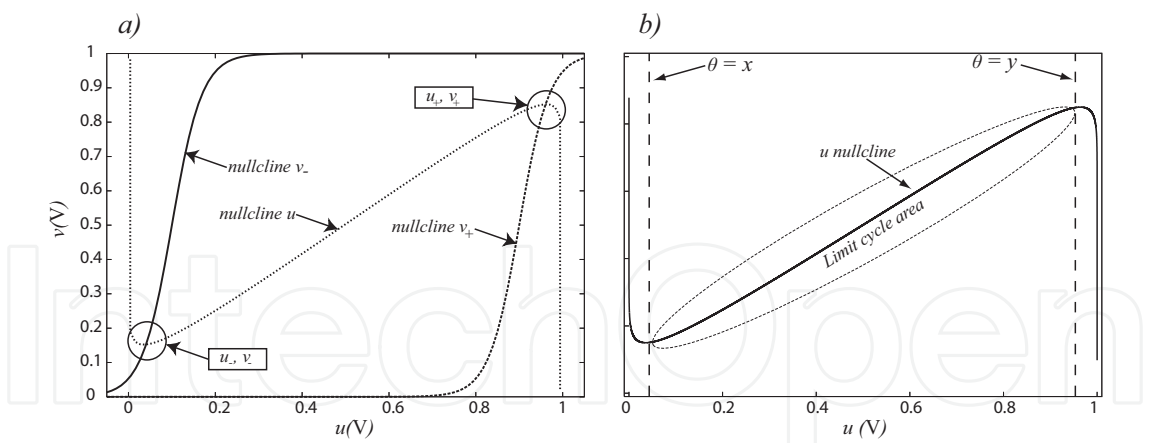 a)
1
0.9
0.8
0.7
0.6
0.5
0.4
0.3
0.2
0.1
0
v(V)
u₊, v₊
nullcline v₋
nullcline u
nullcline v₊
u₋, v₋
0 0.2 0.4 0.6 0.8 1
u(V)
b)
θ = x
θ = y
u nullcline
Limit cycle area
0 0.2 0.4 0.6 0.8 1
u (V)
IntechOpen